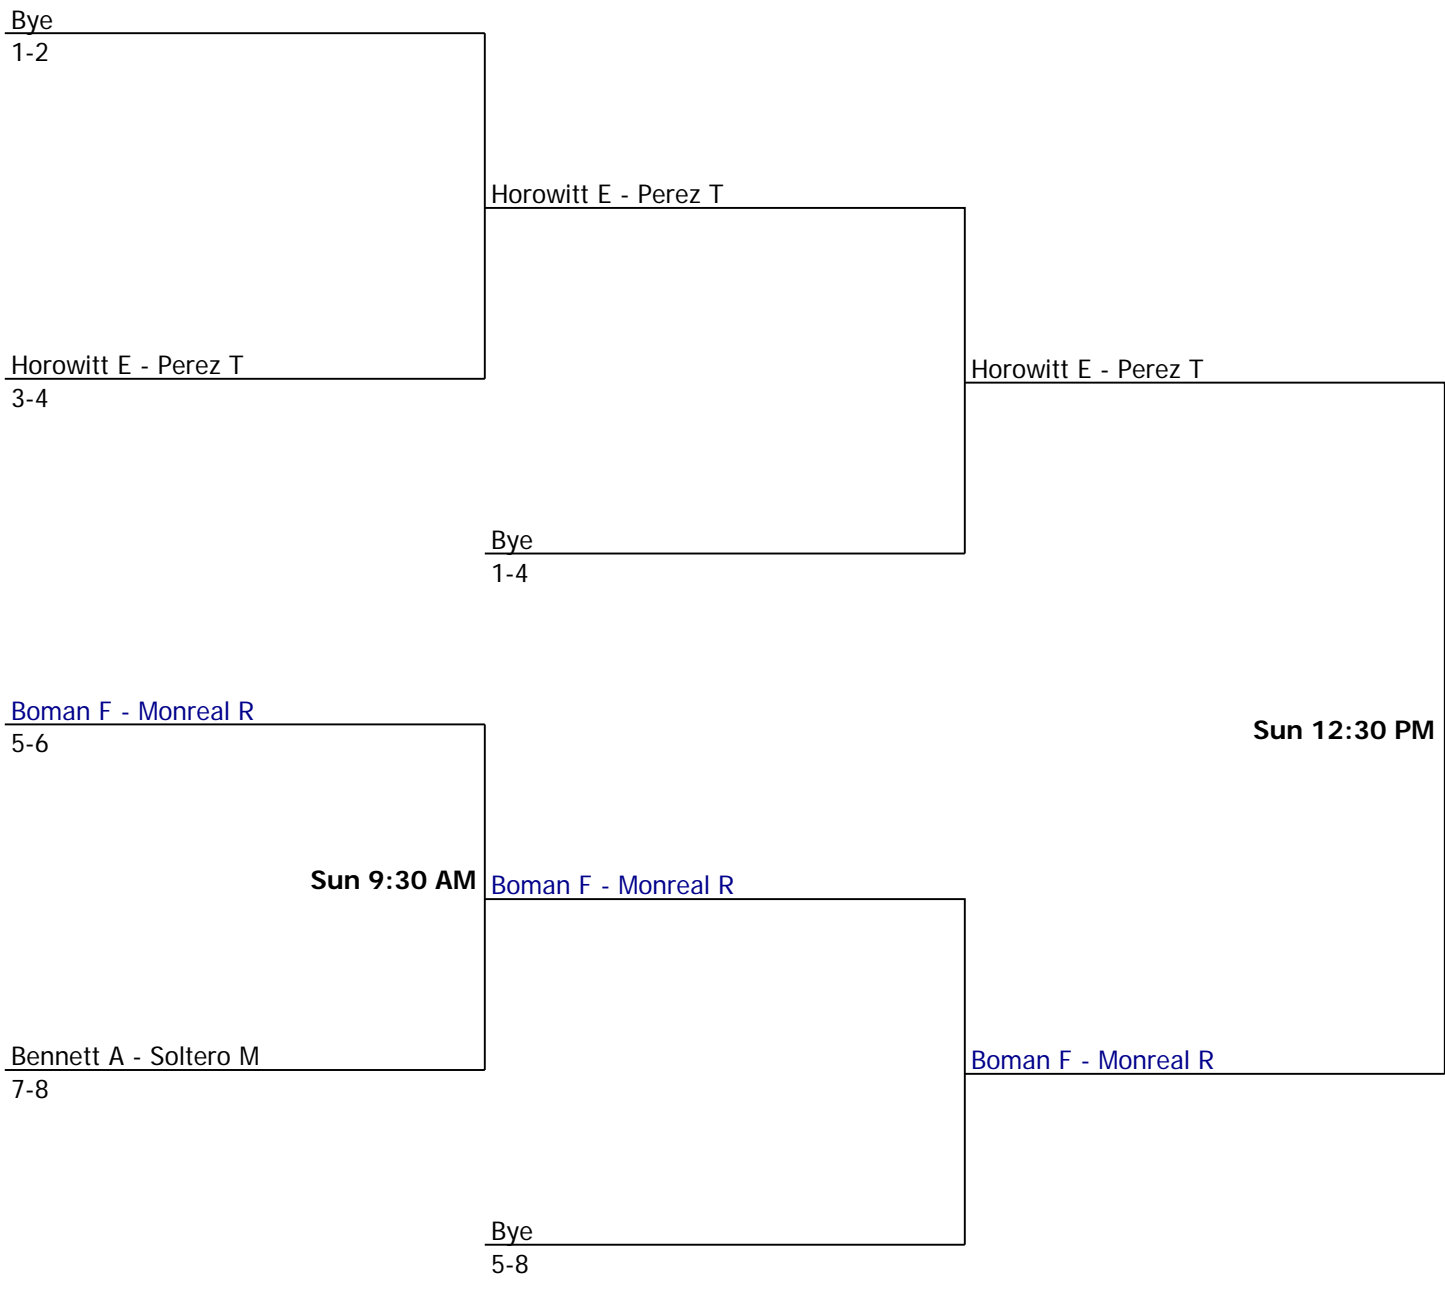 Bye
1-2
Horowitt E - Perez T
Horowitt E - Perez T
3-4
Horowitt E - Perez T
Bye
1-4
Boman F - Monreal R
5-6
Sun 12:30 PM
Sun 9:30 AM
Boman F - Monreal R
Bennett A - Soltero M
7-8
Boman F - Monreal R
Bye
5-8